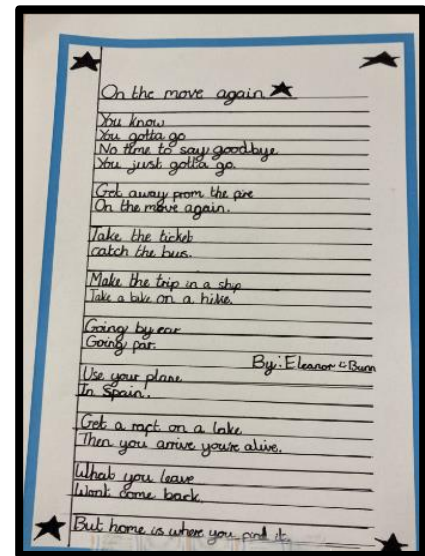 On the move again
You know
You gotta go
No time to say goodbye
You just gotta go.
Get away from the fire
On the move again.
Take the ticket
catch the bus.
Make the trip in a ship
Take a bike on a hike.
Going by car
Going far.
By: Eleanor & Bunn
Use your plane
In Spain.
Get a raft on a lake
Then you arrive you're alive.
What you leave
Wont come back.
But home is where you find it.